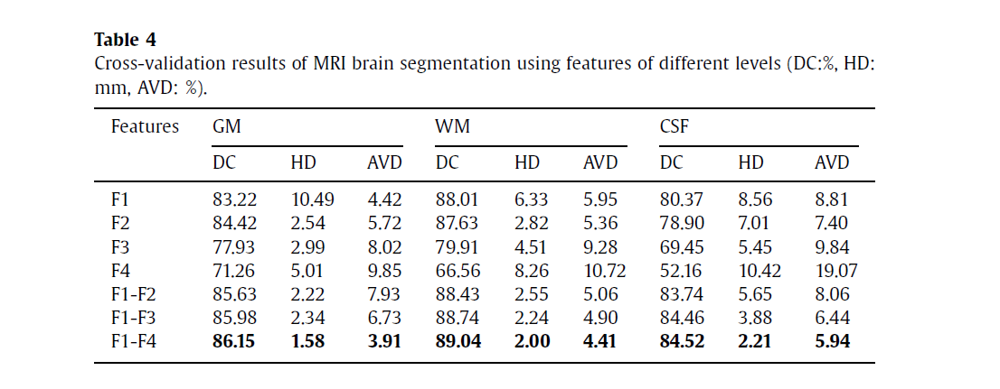 Table 4
Cross-validation results of MRI brain segmentation using features of different levels (DC:%, HD:
mm, AVD: %).
Features GM WM CSF
DC HD AVD DC HD AVD DC HD AVD
F1 83.22 10.49 4.42 88.01 6.33 5.95 80.37 8.56 8.81
F2 84.42 2.54 5.72 87.63 2.82 5.36 78.90 7.01 7.40
F3 77.93 2.99 8.02 79.91 4.51 9.28 69.45 5.45 9.84
F4 71.26 5.01 9.85 66.56 8.26 10.72 52.16 10.42 19.07
F1-F2 85.63 2.22 7.93 88.43 2.55 5.06 83.74 5.65 8.06
F1-F3 85.98 2.34 6.73 88.74 2.24 4.90 84.46 3.88 6.44
F1-F4 86.15 1.58 3.91 89.04 2.00 4.41 84.52 2.21 5.94